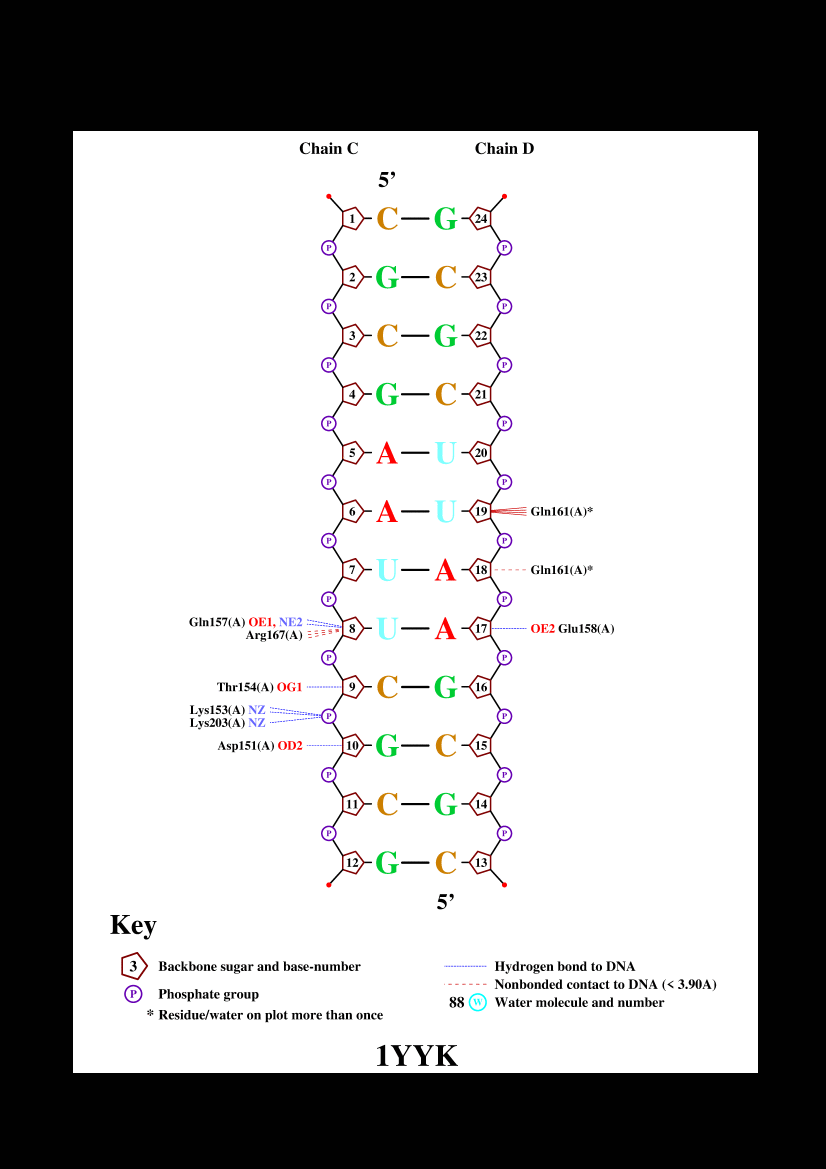 Chain C Chain D
5’
1 C G 24
P P
2 G C 23
P P
3 C G 22
P P
4 G C 21
P P
5 A U 20
P P
6 A U 19 Gln161(A)*
P P
7 U A 18 Gln161(A)*
P P
Gln157(A) OE1, NE2
8 U A 17 OE2 Glu158(A)
Arg167(A)
P P
Thr154(A) OG1 9 C G 16
Lys153(A) NZ
P P
Lys203(A) NZ
Asp151(A) OD2 10 G C 15
P P
11 C G 14
P P
12 G C 13
5’
Key
3 Backbone sugar and base-number
P Phosphate group
* Residue/water on plot more than once
Hydrogen bond to DNA
Nonbonded contact to DNA (< 3.90A)
88 W Water molecule and number
1YYK